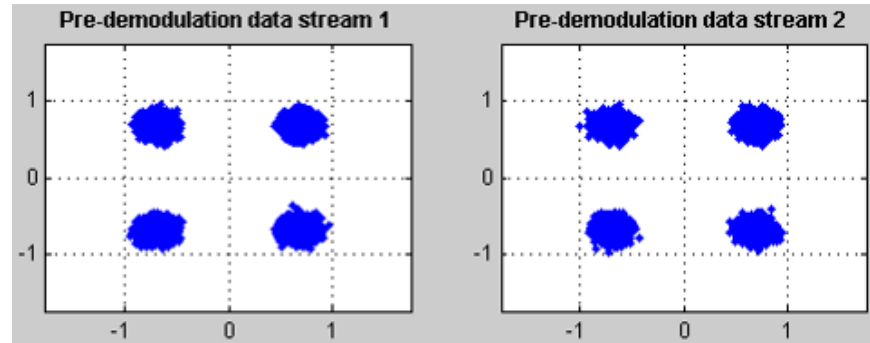 Pre-demodulation data stream 1
1
0
-1
-1 0 1
Pre-demodulation data stream 2
1
0
-1
-1 0 1